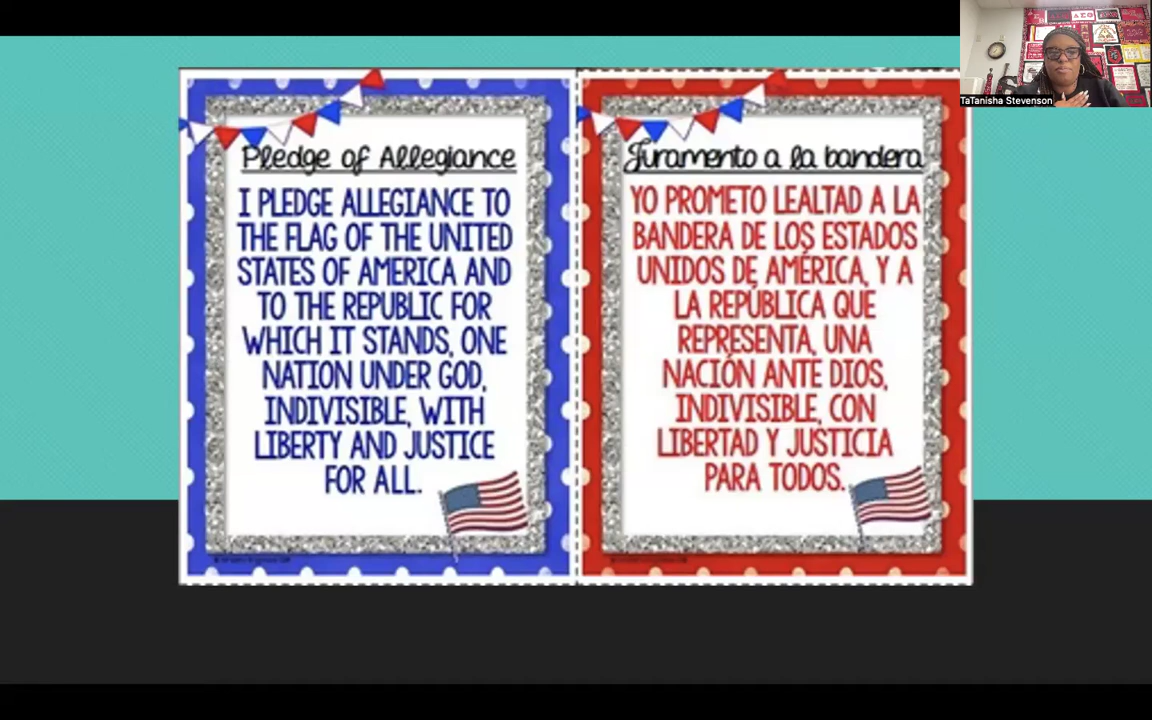 TaTanisha Stevenson
Pledge of Allegiance
I PLEDGE ALLEGIANCE TO
THE FLAG OF THE UNITED
STATES OF AMERICA AND
TO THE REPUBLIC FOR
WHICH IT STANDS, ONE
NATION UNDER GOD,
INDIVISIBLE, WITH
LIBERTY AND JUSTICE
FOR ALL.
Juramento a la bandera
YO PROMETO LEALTAD A LA
BANDERA DE LOS ESTADOS
UNIDOS DE AMÉRICA, Y A
LA REPÚBLICA QUE
REPRESENTA, UNA
NACIÓN ANTE DIOS,
INDIVISIBLE, CON
LIBERTAD Y JUSTICIA
PARA TODOS.